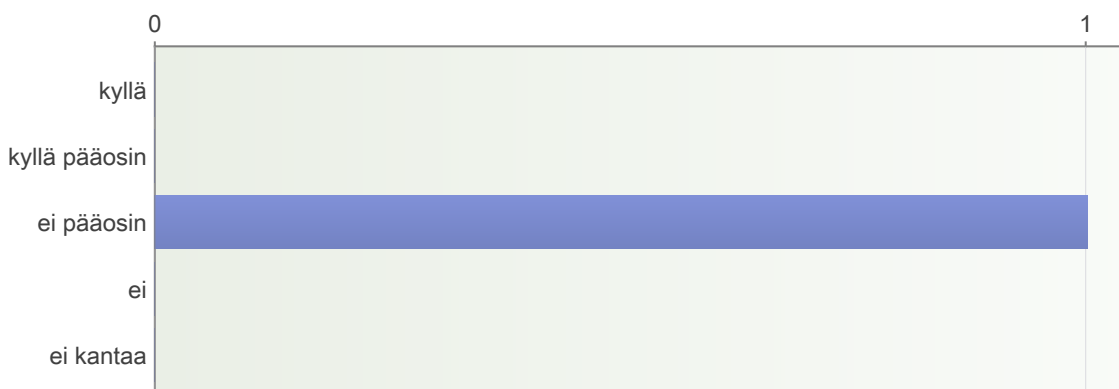 0 1
kyllä
kyllä pääosin
ei pääosin
ei
ei kantaa